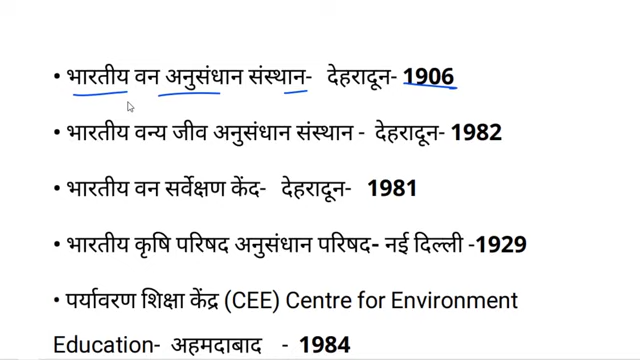 • भारतीय वन अनुसंधान संस्थान- देहरादून- 1906
• भारतीय वन्य जीव अनुसंधान संस्थान - देहरादून- 1982
• भारतीय वन सर्वेक्षण केंद- देहरादून- 1981
• भारतीय कृषि परिषद अनुसंधान परिषद- नई दिल्ली -1929
• पर्यावरण शिक्षा केंद्र (CEE) Centre for Environment
Education- अहमदाबाद - 1984